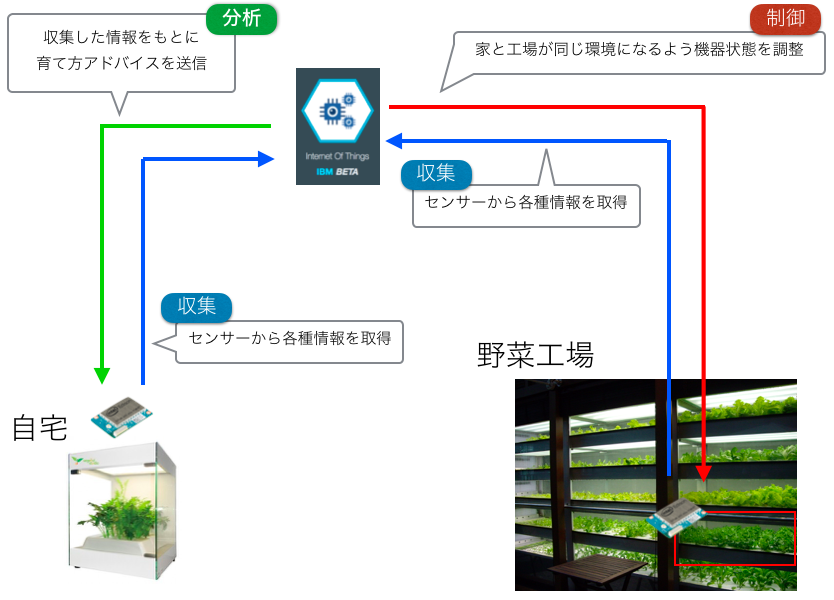 分析
収集した情報をもとに
育て方アドバイスを送信
制御
家と工場が同じ環境になるよう機器状態を調整
Internet Of Things
IBM BETA
収集
センサーから各種情報を取得
収集
センサーから各種情報を取得
野菜工場
自宅